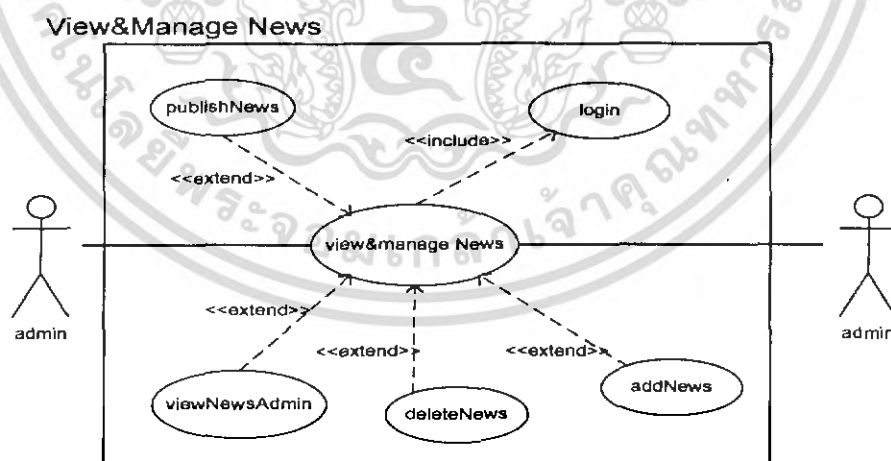 View&Manage News
publishNews
login
<<include>>
<<extend>>
view&manage News
admin
admin
<<extend>>
<<extend>>
<<extend>>
viewNewsAdmin
deleteNews
addNews